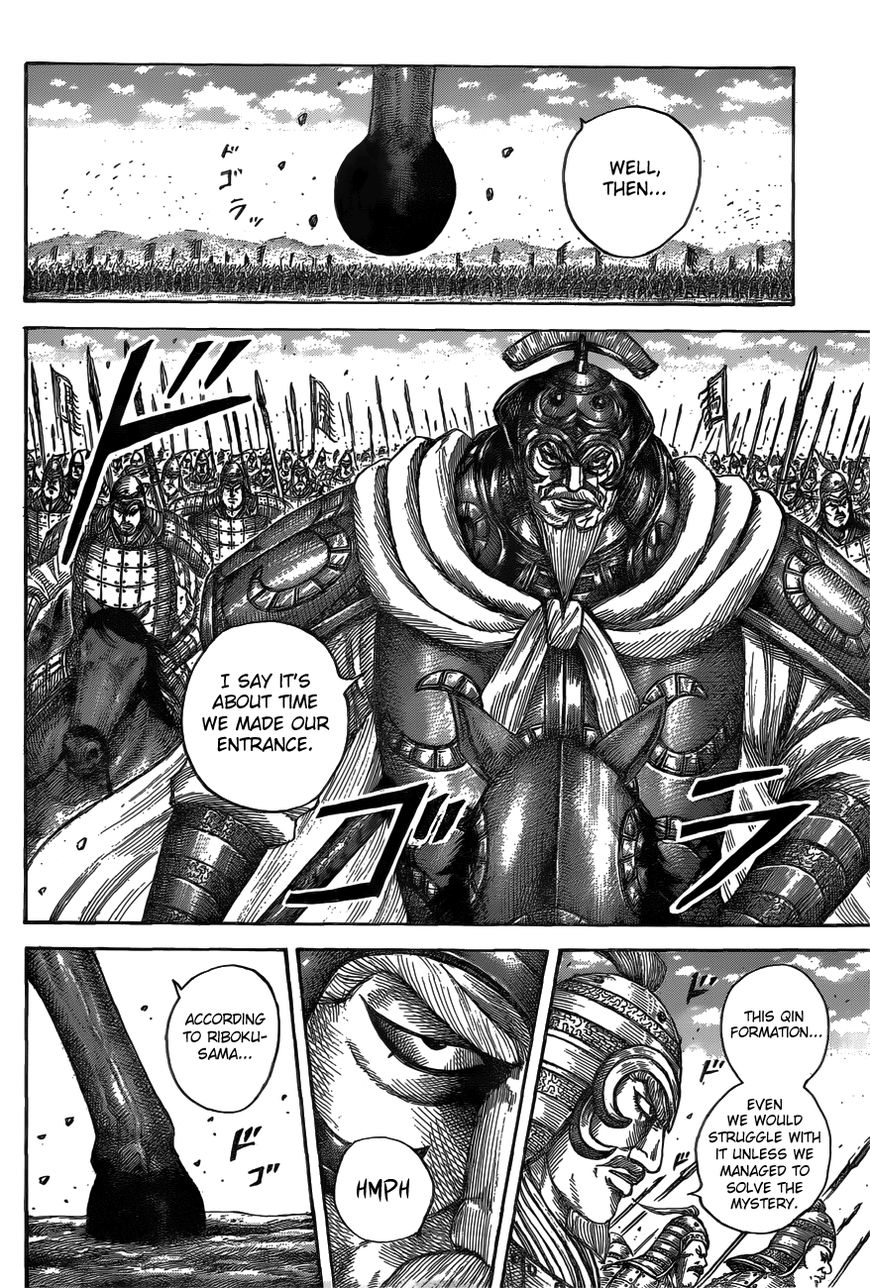 WELL,
THEN...
ド
ゴ
ラッ
ド
I SAY IT'S
ABOUT TIME
WE MADE OUR
ENTRANCE.
ゴ
ラ
THIS QIN
FORMATION...
EVEN
WE WOULD
STRUGGLE WITH
IT UNLESS WE
MANAGED TO
SOLVE THE
MYSTERY.
ド
ド
HMPH
ACCORDING
TO RIBOKU-
SAMA...
ド
ゴ